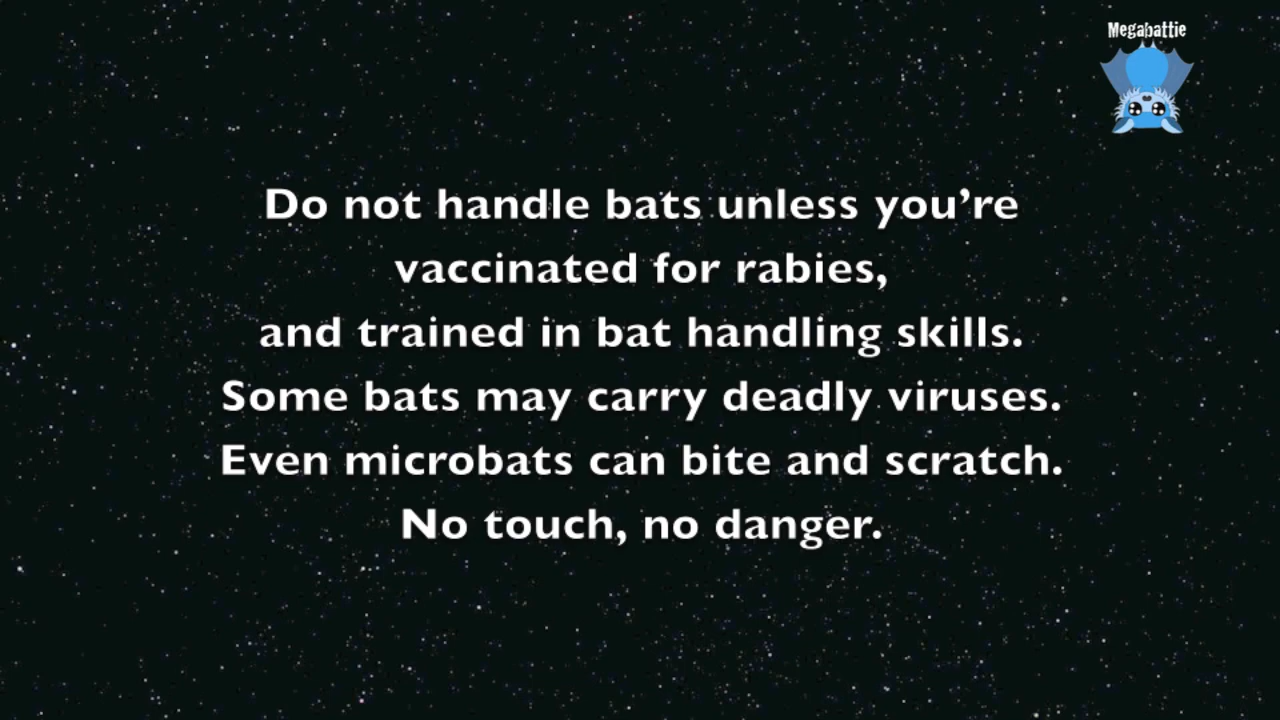 Megabattie
Do not handle bats unless you’re
vaccinated for rabies,
and trained in bat handling skills.
Some bats may carry deadly viruses.
Even microbats can bite and scratch.
No touch, no danger.